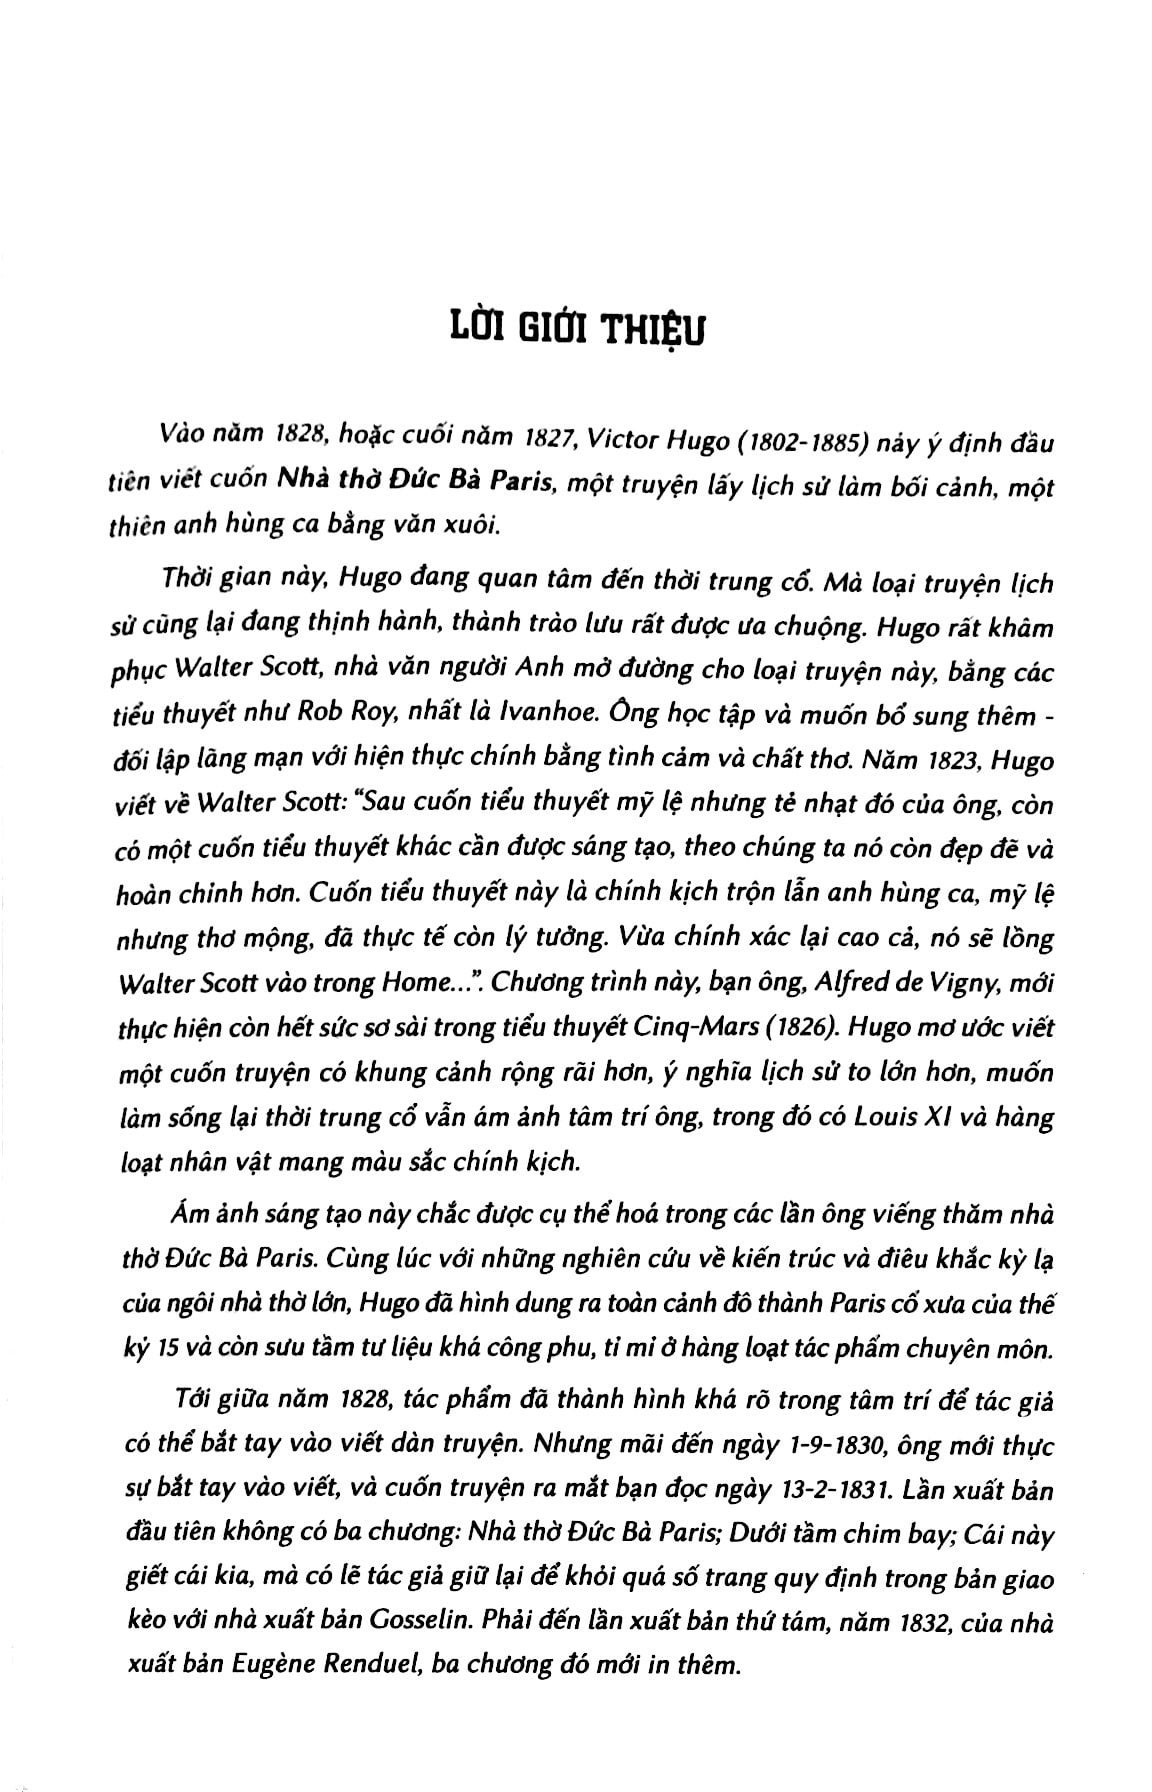 LỜI GIỚI THIỆU
Vào năm 1828, hoặc cuối năm 1827, Victor Hugo (1802-1885) nảy ý định đầu
tiên viết cuốn Nhà thờ Đức Bà Paris, một truyện lấy lịch sử làm bối cảnh, một
thiên anh hùng ca bằng văn xuôi.
Thời gian này, Hugo đang quan tâm đến thời trung cổ. Mà loại truyện lịch
sử cũng lại đang thịnh hành, thành trào lưu rất được ưa chuộng. Hugo rất khâm
phục Walter Scott, nhà văn người Anh mở đường cho loại truyện này, bằng các
tiểu thuyết như Rob Roy, nhất là Ivanhoe. Ông học tập và muốn bổ sung thêm -
đối lập lãng mạn với hiện thực chính bằng tình cảm và chất thơ. Năm 1823, Hugo
viết về Walter Scott: “Sau cuốn tiểu thuyết mỹ lệ nhưng tẻ nhạt đó của ông, còn
có một cuốn tiểu thuyết khác cần được sáng tạo, theo chúng ta nó còn đẹp đẽ và
hoàn chỉnh hơn. Cuốn tiểu thuyết này là chính kịch trộn lẫn anh hùng ca, mỹ lệ
nhưng thơ mộng, đã thực tế còn lý tưởng. Vừa chính xác lại cao cả, nó sẽ lồng
Walter Scott vào trong Home...”. Chương trình này, bạn ông, Alfred de Vigny, mới
thực hiện còn hết sức sơ sài trong tiểu thuyết Cinq-Mars (1826). Hugo mơ ước viết
một cuốn truyện có khung cảnh rộng rãi hơn, ý nghĩa lịch sử to lớn hơn, muốn
làm sống lại thời trung cổ vẫn ám ảnh tâm trí ông, trong đó có Louis XI và hàng
loạt nhân vật mang màu sắc chính kịch.
Ám ảnh sáng tạo này chắc được cụ thể hoá trong các lần ông viếng thăm nhà
thờ Đức Bà Paris. Cùng lúc với những nghiên cứu về kiến trúc và điêu khắc kỳ lạ
của ngôi nhà thờ lớn, Hugo đã hình dung ra toàn cảnh đô thành Paris cổ xưa của thế
kỷ 15 và còn sưu tầm tư liệu khá công phu, tỉ mỉ ở hàng loạt tác phẩm chuyên môn.
Tới giữa năm 1828, tác phẩm đã thành hình khá rõ trong tâm trí để tác giả
có thể bắt tay vào viết dàn truyện. Nhưng mãi đến ngày 1-9-1830, ông mới thực
sự bắt tay vào viết, và cuốn truyện ra mắt bạn đọc ngày 13-2-1831. Lần xuất bản
đầu tiên không có ba chương: Nhà thờ Đức Bà Paris; Dưới tầm chim bay; Cái này
giết cái kia, mà có lẽ tác giả giữ lại để khỏi quá số trang quy định trong bản giao
kèo với nhà xuất bản Gosselin. Phải đến lần xuất bản thứ tám, năm 1832, của nhà
xuất bản Eugène Renduel, ba chương đó mới in thêm.